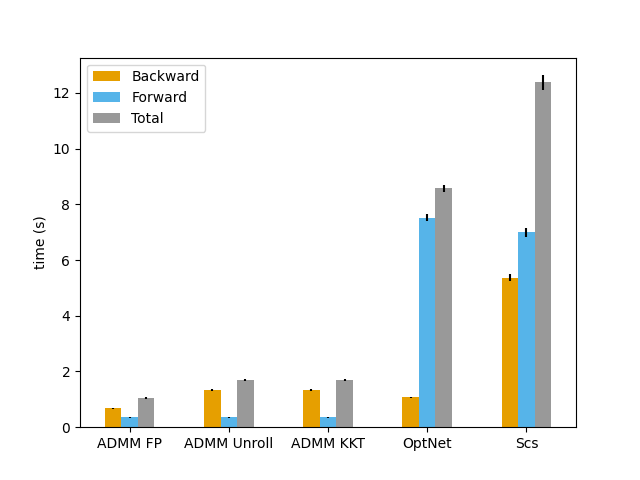 Backward
Forward
Total
time (s)
12
10
8
6
4
2
0
ADMM FP
ADMM Unroll
ADMM KKT
OptNet
Scs